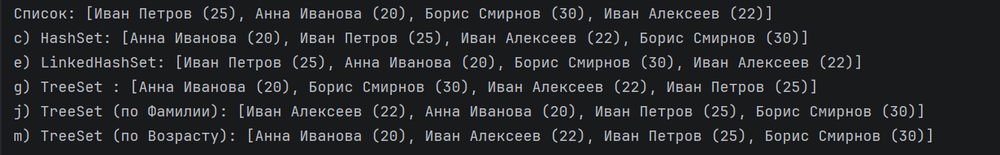 Список: [Иван Петров (25), Анна Иванова (20), Борис Смирнов (30), Иван Алексеев (22)]
c) HashSet: [Анна Иванова (20), Иван Петров (25), Иван Алексеев (22), Борис Смирнов (30)]
e) LinkedHashSet: [Иван Петров (25), Анна Иванова (20), Борис Смирнов (30), Иван Алексеев (22)]
g) TreeSet : [Анна Иванова (20), Борис Смирнов (30), Иван Алексеев (22), Иван Петров (25)]
j) TreeSet (по Фамилии): [Иван Алексеев (22), Анна Иванова (20), Иван Петров (25), Борис Смирнов (30)]
m) TreeSet (по Возрасту): [Анна Иванова (20), Иван Алексеев (22), Иван Петров (25), Борис Смирнов (30)]